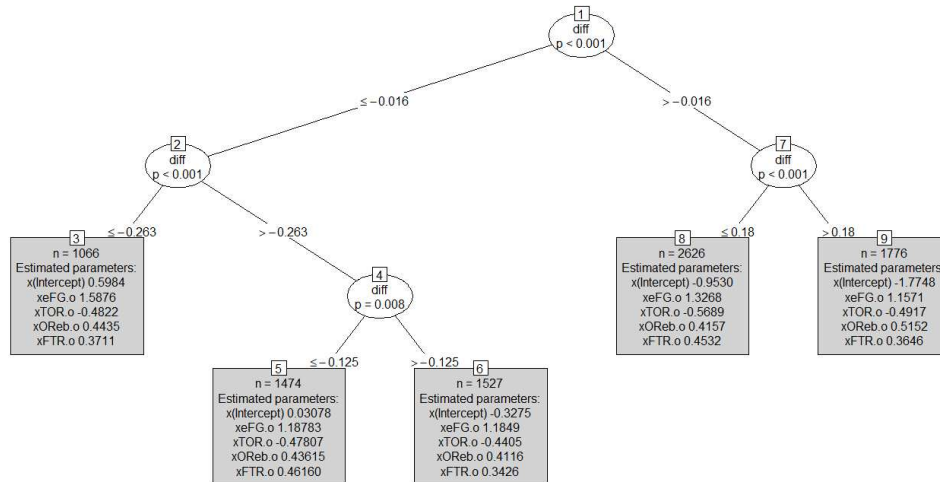 1
diff
p < 0.001
≤ −0.016
> −0.016
2
diff
p < 0.001
7
diff
p < 0.001
≤ −0.263
> −0.263
≤ 0.18
> 0.18
3
n = 1066
Estimated parameters:
x(Intercept) 0.5984
xeFG.o 1.5876
xTOR.o -0.4822
xOReb.o 0.4435
xFTR.o 0.3711
4
diff
p = 0.008
8
n = 2626
Estimated parameters:
x(Intercept) -0.9530
xeFG.o 1.3268
xTOR.o -0.5689
xOReb.o 0.4157
xFTR.o 0.4532
9
n = 1776
Estimated parameters:
x(Intercept) -1.7748
xeFG.o 1.1571
xTOR.o -0.4917
xOReb.o 0.5152
xFTR.o 0.3646
≤ −0.125
> −0.125
5
n = 1474
Estimated parameters:
x(Intercept) 0.03078
xeFG.o 1.18783
xTOR.o -0.47807
xOReb.o 0.43615
xFTR.o 0.46160
6
n = 1527
Estimated parameters:
x(Intercept) -0.3275
xeFG.o 1.1849
xTOR.o -0.4405
xOReb.o 0.4116
xFTR.o 0.3426